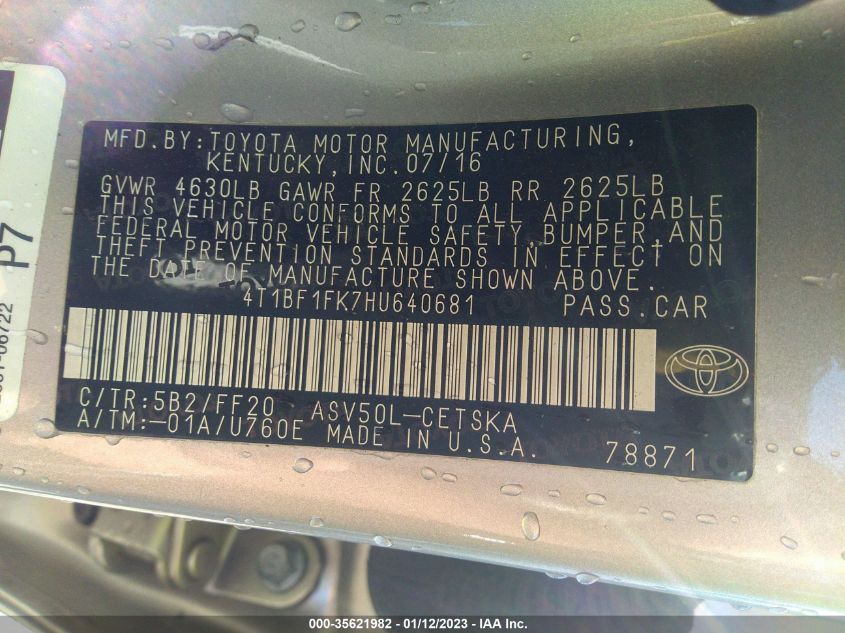 MFD.BY:TOYOTA MOTOR MANUFACTURING,
KENTUCKY,INC.07/16
GVWR 4630LB GAWR FR 2625LB RR 2625LB
THIS VEHICLE CONFORMS TO ALL APPLICABLE
FEDERAL MOTOR VEHICLE SAFETY,BUMPER,AND
THEFT PREVENTION STANDARDS IN EFFECT ON
THE DATE OF MANUFACTURE SHOWN ABOVE.
4T1BF1FK7HU640681 PASS.CAR
C/TR:5B2/FF20 ASV50L-CETSKA
A/TM:-01A/U760E MADE IN U.S.A.
78871
P7
000-35621982 - 01/12/2023 - IAA Inc.